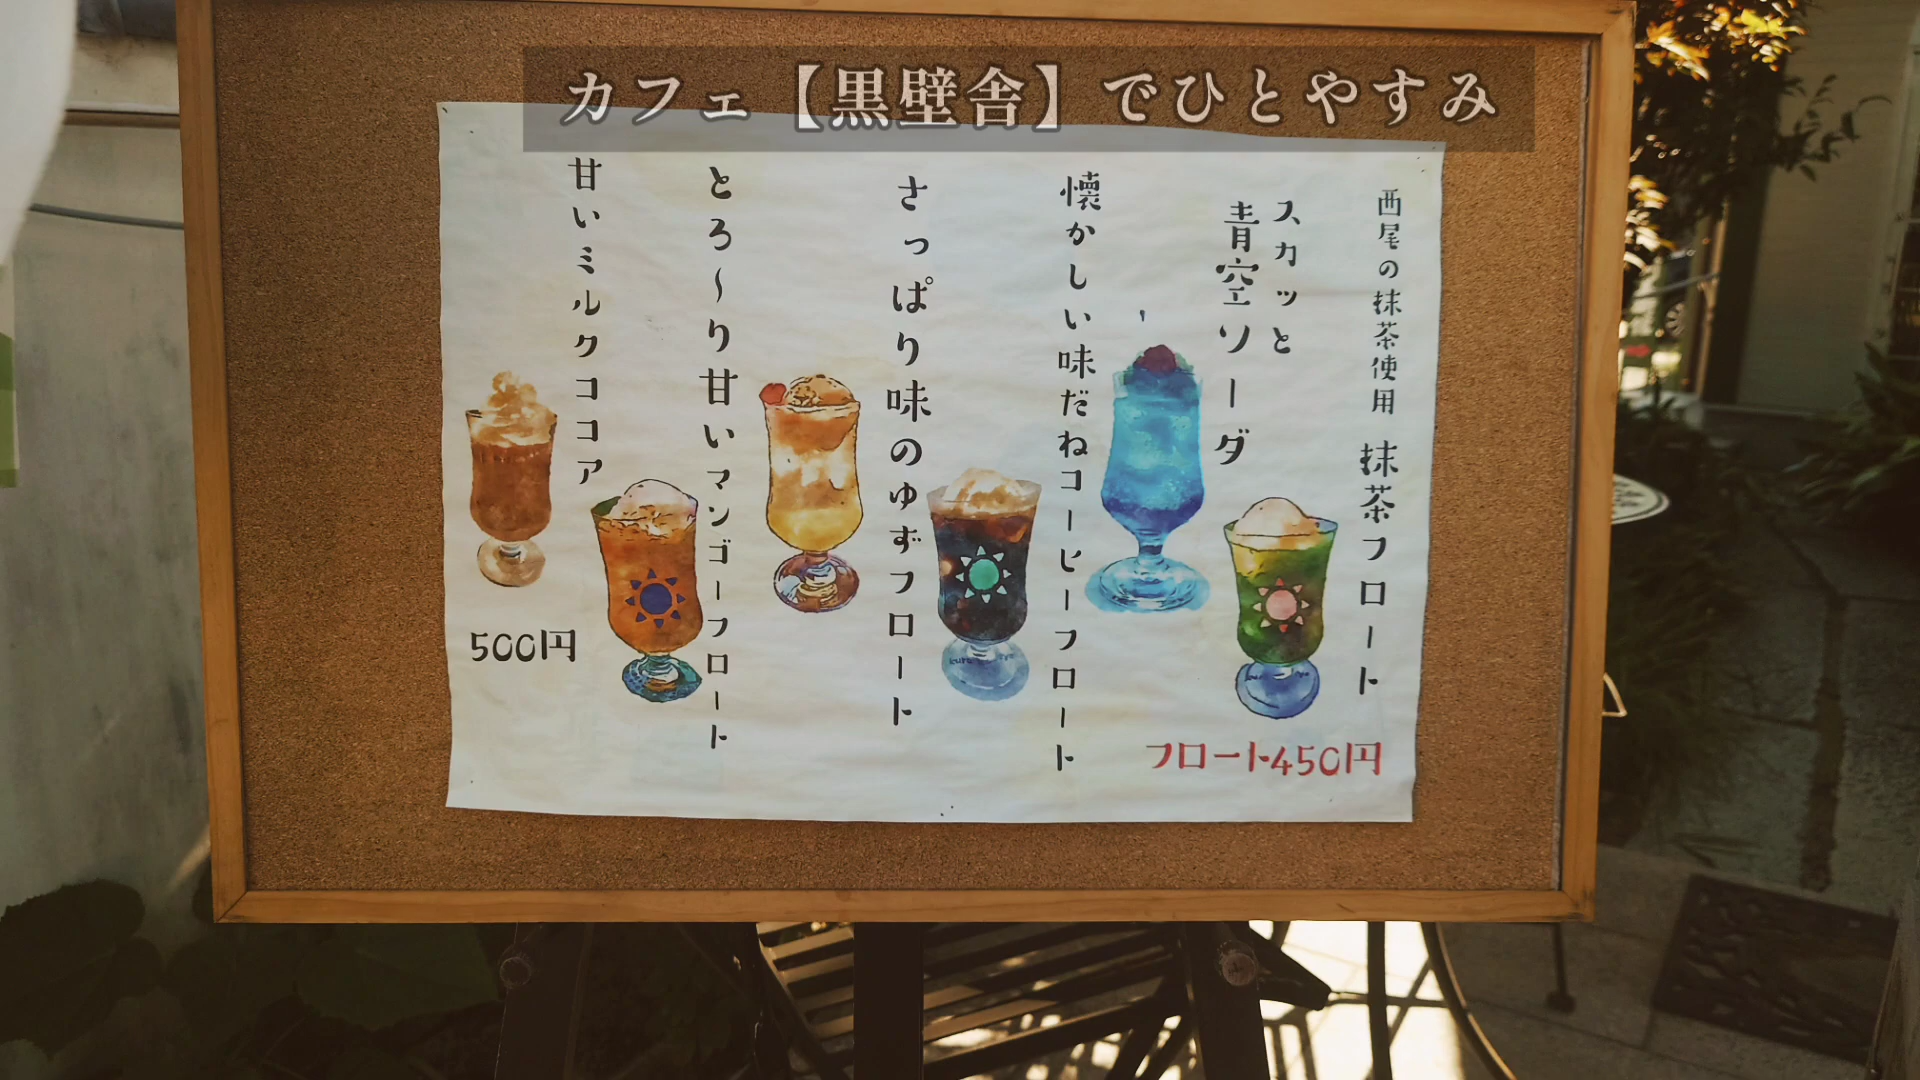 カフェ【黒壁舎】でひとやすみ
西尾の抹茶使用 抹茶フロート
スカッと
青空ソーダ
懐かしい味だねコーヒーフロート
さっぱり味のゆずフロート
とろ～り甘いマンゴーフロート
甘いミルクココア
500円
フロート450円